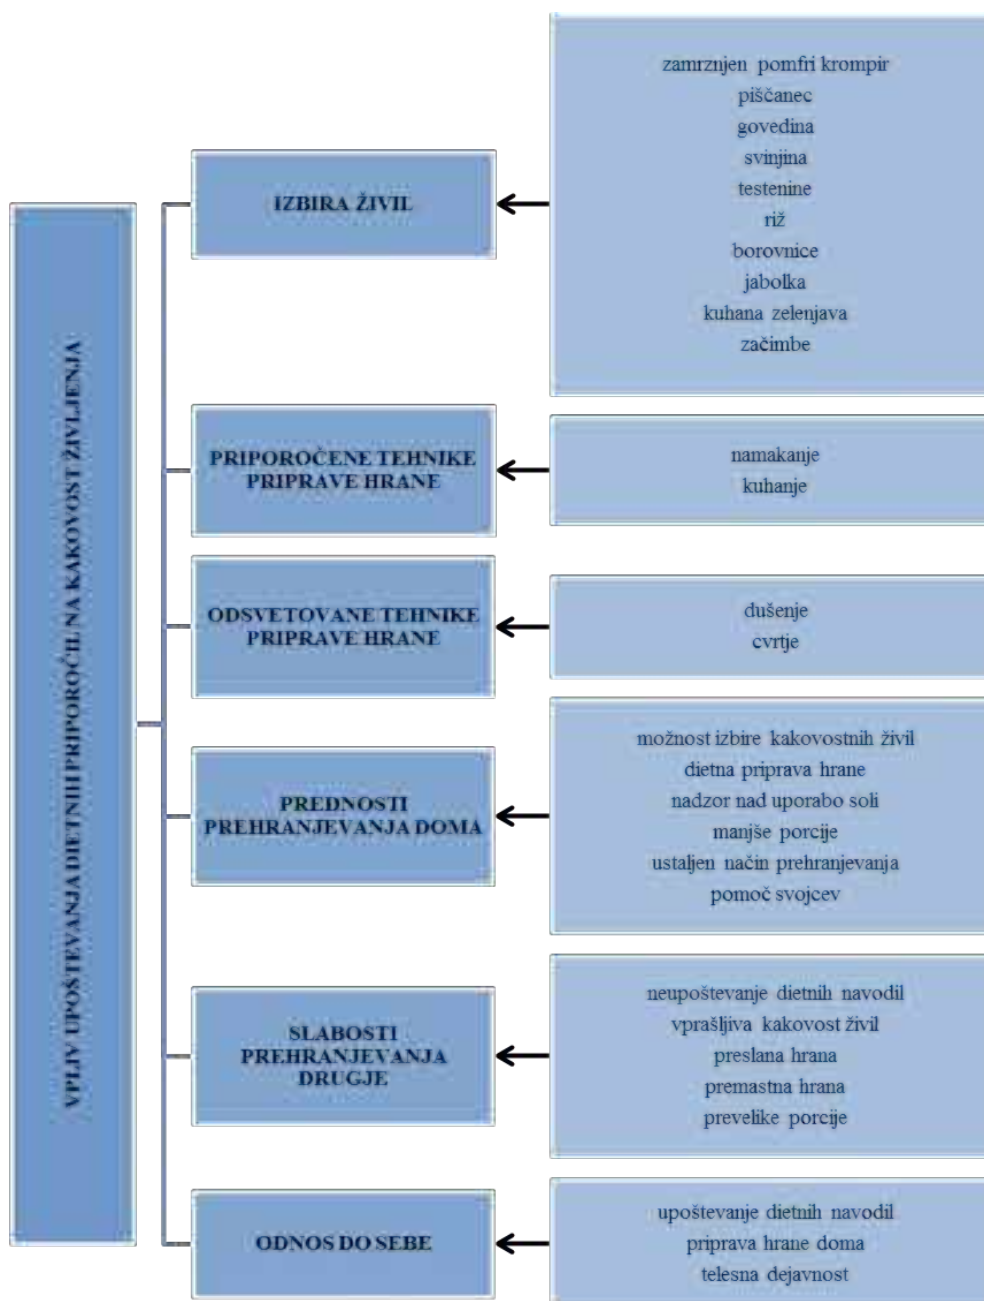 VPLIV UPOŠTEVANJA DIETNIH PRIPOROČIL NA KAKOVOST ŽIVLJENJA
IZBIRA ŽIVIL
zamrznjen pomfri krompir
piščanec
govedina
svinjina
testenine
riž
borovnice
jabolka
kuhana zelenjava
začimbe
PRIPOROČENE TEHNIKE
PRIPRAVE HRANE
namakanje
kuhanje
ODSVETOVANE TEHNIKE
PRIPRAVE HRANE
dušenje
cvrtje
PREDNOSTI
PREHRANJEVANJA DOMA
možnost izbire kakovostnih živil
dietna priprava hrane
nadzor nad uporabo soli
manjše porcije
ustaljen način prehranjevanja
pomoč svojcev
SLABOSTI
PREHRANJEVANJA
DRUGJE
neupoštevanje dietnih navodil
vprašljiva kakovost živil
preslana hrana
premastna hrana
prevelike porcije
ODNOS DO SEBE
upoštevanje dietnih navodil
priprava hrane doma
telesna dejavnost